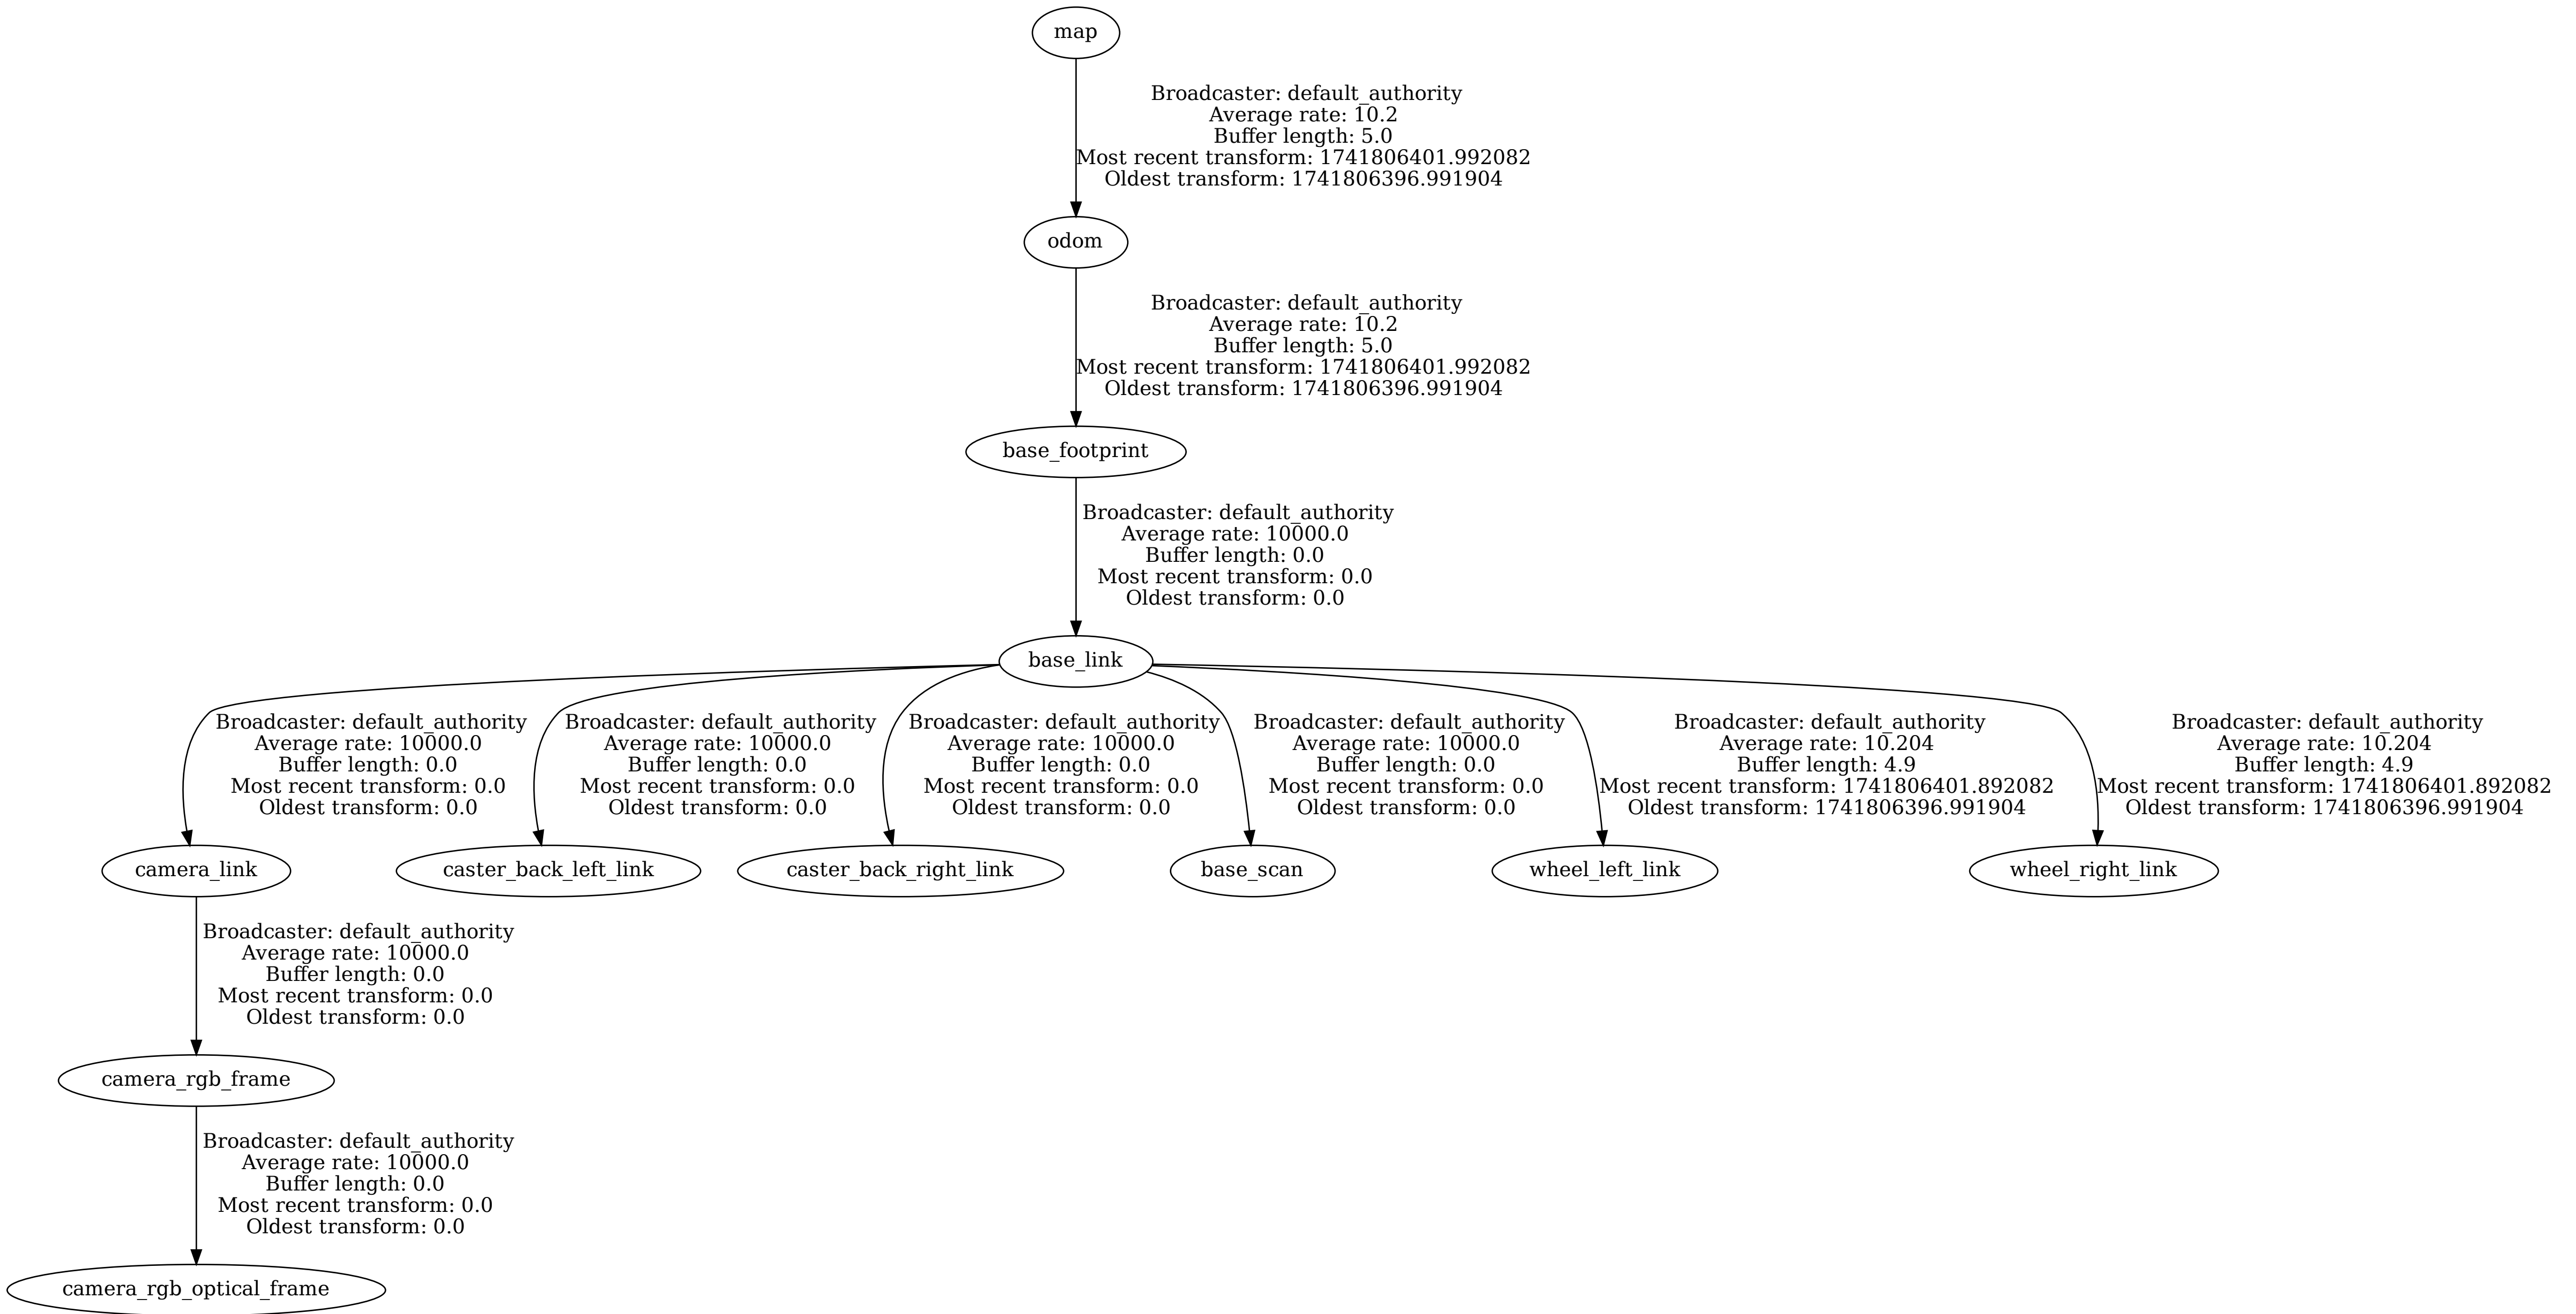 map
Broadcaster: default_authority
Average rate: 10.2
Buffer length: 5.0
Most recent transform: 1741806401.992082
Oldest transform: 1741806396.991904
odom
Broadcaster: default_authority
Average rate: 10.2
Buffer length: 5.0
Most recent transform: 1741806401.992082
Oldest transform: 1741806396.991904
base_footprint
Broadcaster: default_authority
Average rate: 10000.0
Buffer length: 0.0
Most recent transform: 0.0
Oldest transform: 0.0
base_link
Broadcaster: default_authority
Average rate: 10000.0
Buffer length: 0.0
Most recent transform: 0.0
Oldest transform: 0.0
Broadcaster: default_authority
Average rate: 10000.0
Buffer length: 0.0
Most recent transform: 0.0
Oldest transform: 0.0
Broadcaster: default_authority
Average rate: 10000.0
Buffer length: 0.0
Most recent transform: 0.0
Oldest transform: 0.0
Broadcaster: default_authority
Average rate: 10000.0
Buffer length: 0.0
Most recent transform: 0.0
Oldest transform: 0.0
Broadcaster: default_authority
Average rate: 10.204
Buffer length: 4.9
Most recent transform: 1741806401.892082
Oldest transform: 1741806396.991904
Broadcaster: default_authority
Average rate: 10.204
Buffer length: 4.9
Most recent transform: 1741806401.892082
Oldest transform: 1741806396.991904
camera_link
caster_back_left_link
caster_back_right_link
base_scan
wheel_left_link
wheel_right_link
Broadcaster: default_authority
Average rate: 10000.0
Buffer length: 0.0
Most recent transform: 0.0
Oldest transform: 0.0
camera_rgb_frame
Broadcaster: default_authority
Average rate: 10000.0
Buffer length: 0.0
Most recent transform: 0.0
Oldest transform: 0.0
camera_rgb_optical_frame